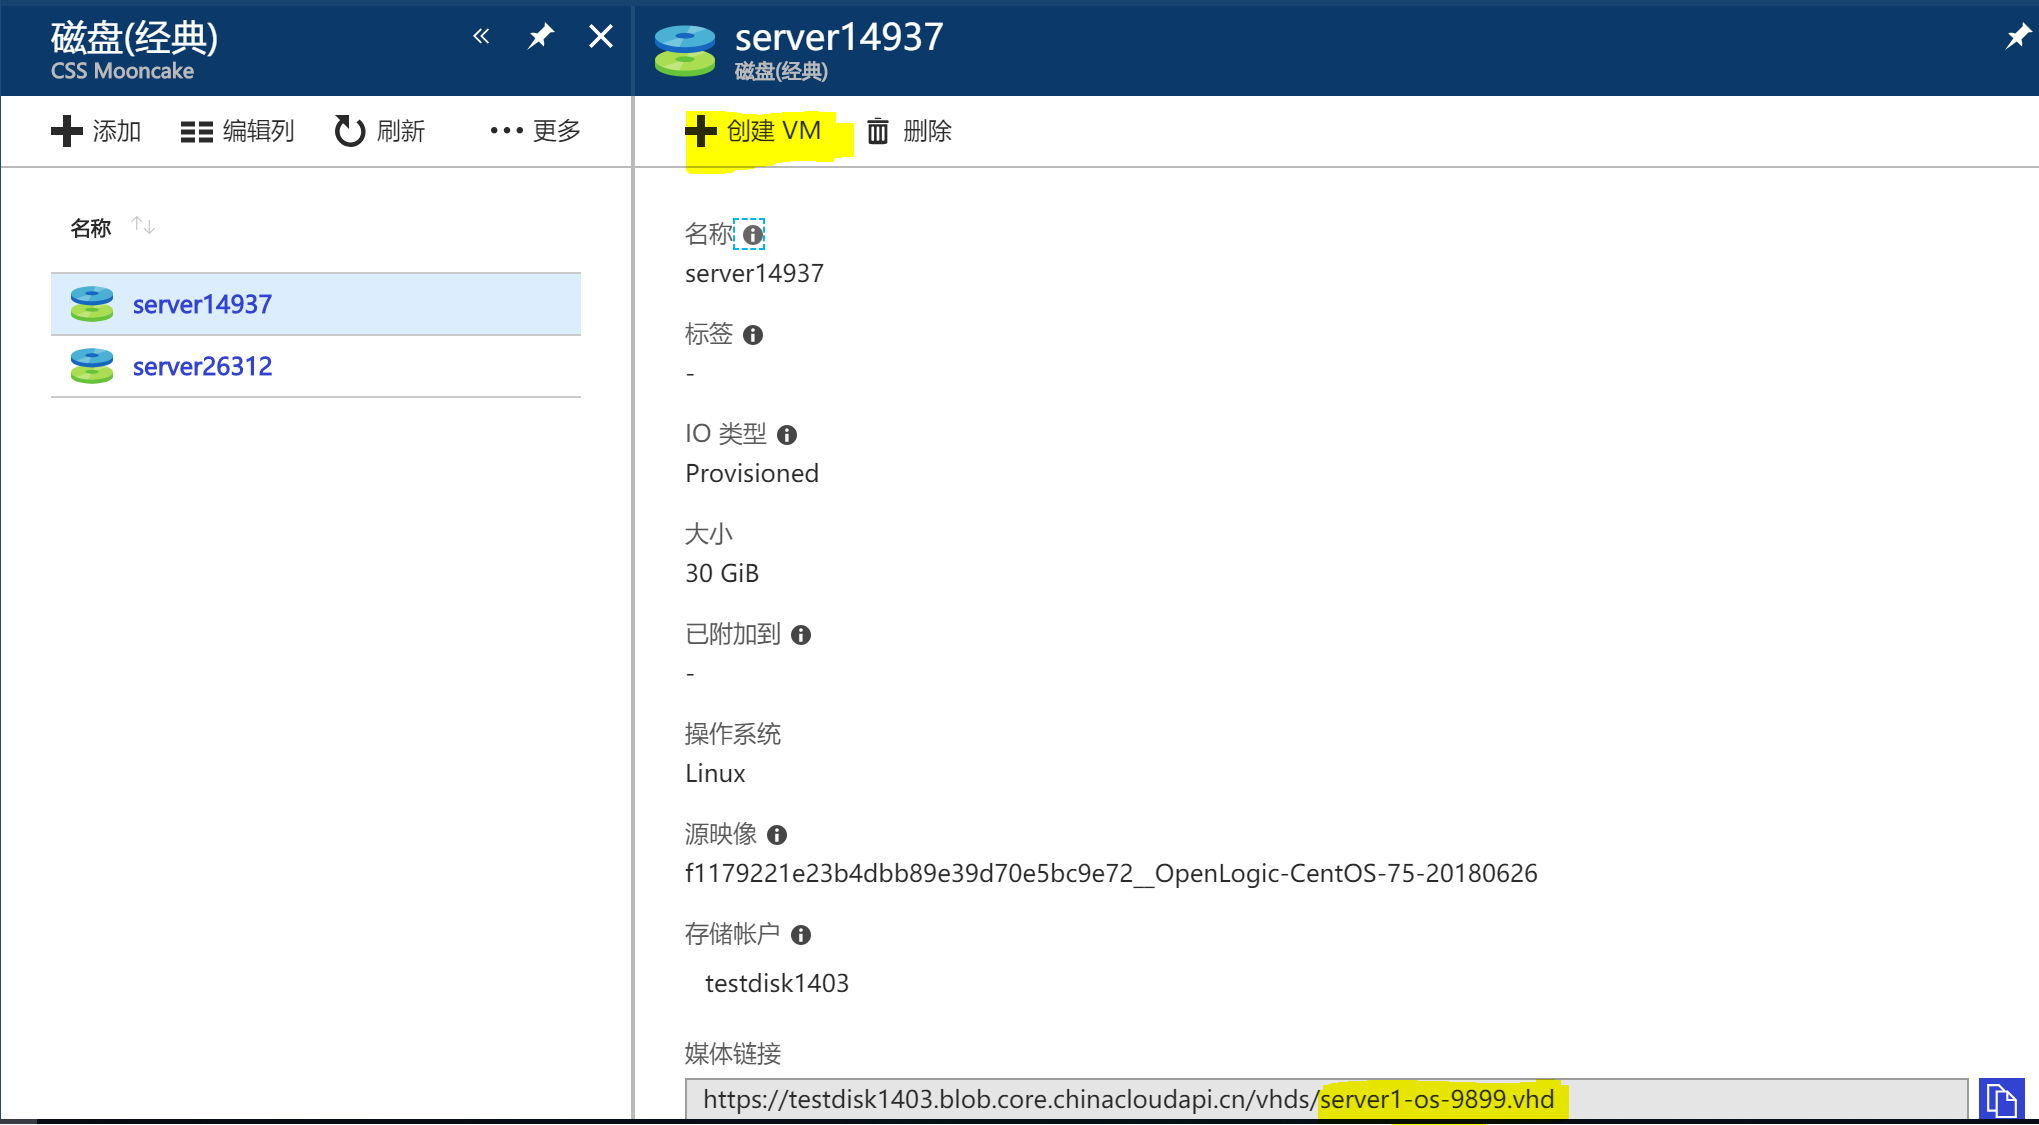 磁盘(经典)
CSS Mooncake
添加 编辑列 刷新 更多
名称
server14937
server26312
server14937
磁盘(经典)
创建 VM 删除
名称
server14937
标签
-
IO 类型
Provisioned
大小
30 GiB
已附加到
-
操作系统
Linux
源映像
f1179221e23b4dbb89e39d70e5bc9e72__OpenLogic-CentOS-75-20180626
存储帐户
testdisk1403
媒体链接
https://testdisk1403.blob.core.chinacloudapi.cn/vhds/server1-os-9899.vhd